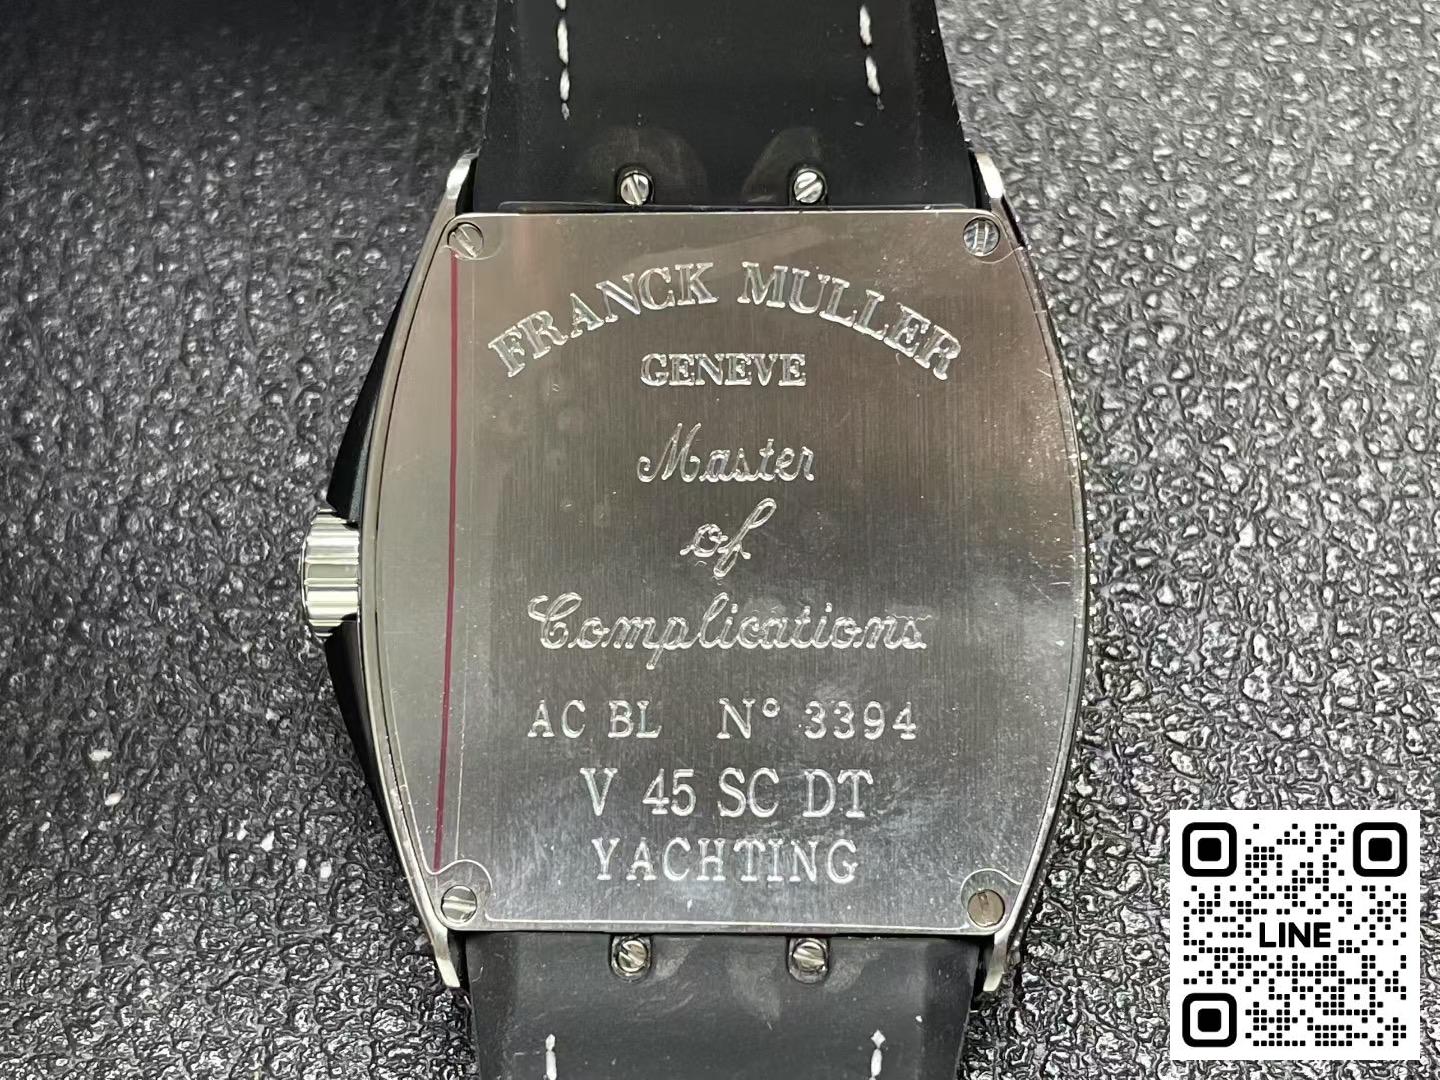 FRANCK MULLER
GENEVE
Master
of
Complications
AC BL N° 3394
V 45 SC DT
YACHTING
LINE